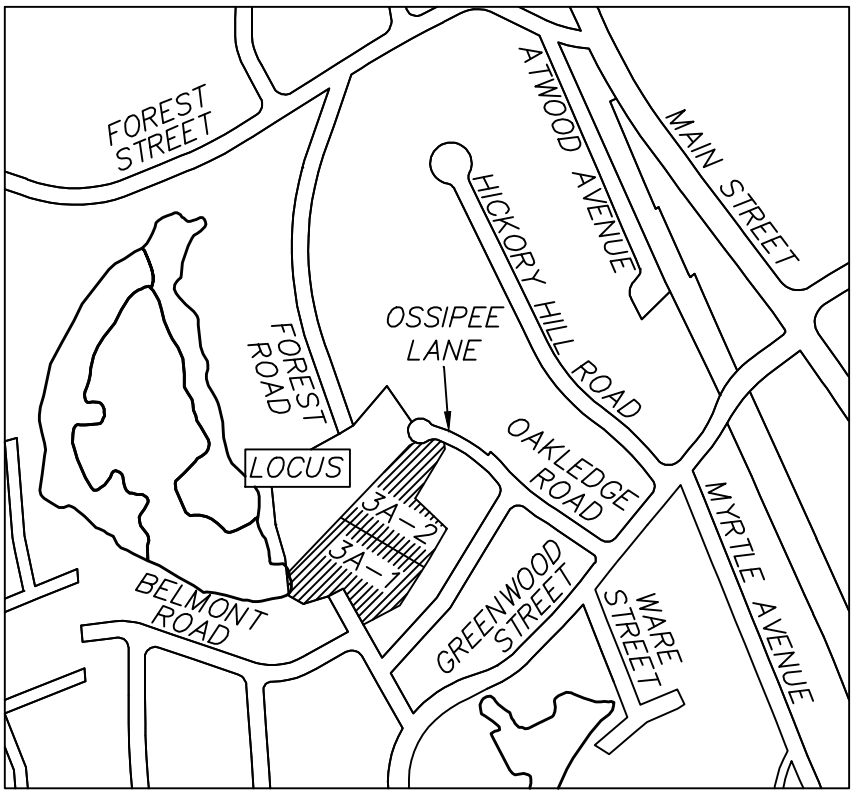 FOREST
STREET
ATWOOD AVENUE
MAIN STREET
HICKORY HILL ROAD
OSSIPEE
LANE
FOREST
ROAD
OAKLEDGE
ROAD
LOCUS
3A-2
3A-1
MYRTLE AVENUE
BELMONT
ROAD
GREENWOOD
STREET
WARE
STREET